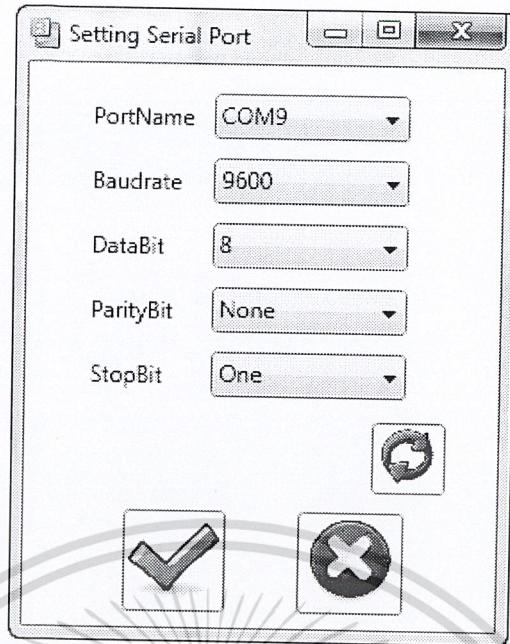 Setting Serial Port
PortName COM9
Baudrate 9600
DataBit 8
ParityBit None
StopBit One